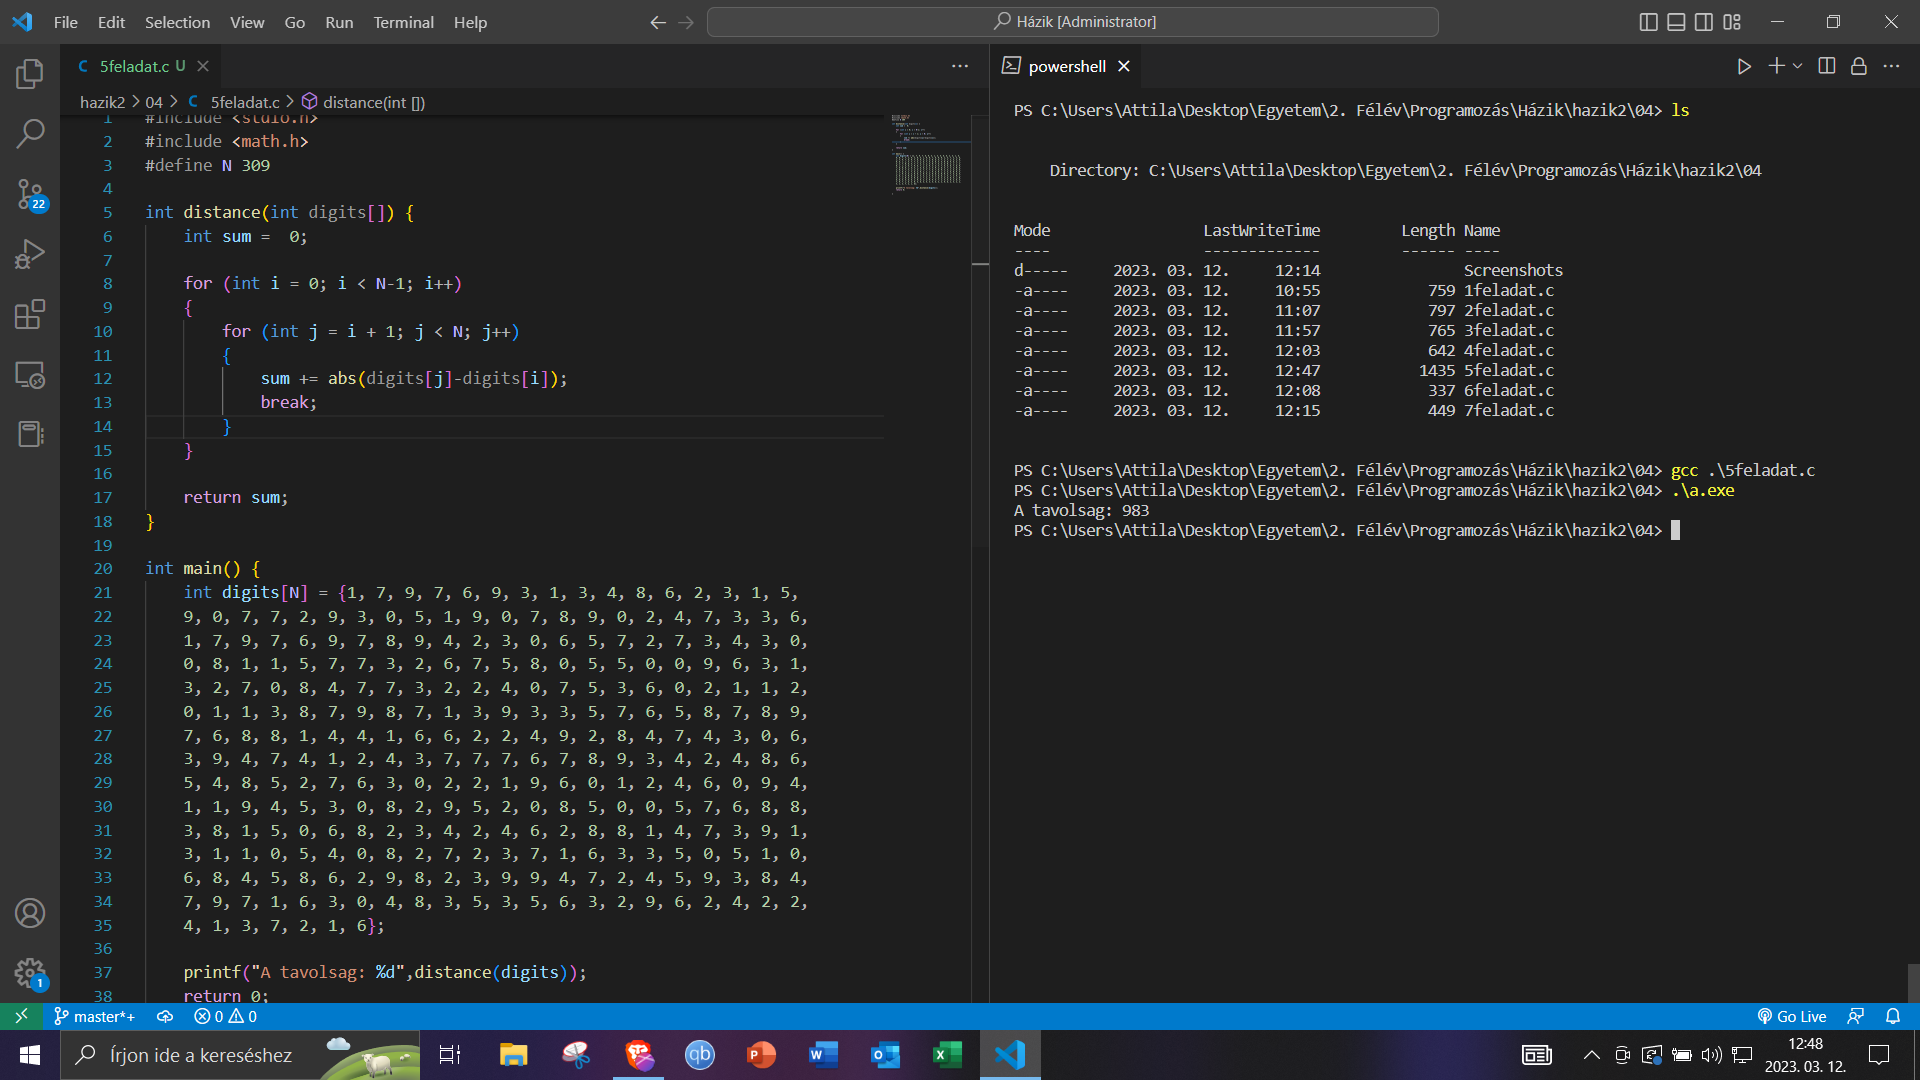 File Edit Selection View Go Run Terminal Help
Házik [Administrator]
C 5feladat.c U
hazik2 > 04 > C 5feladat.c > distance(int [])
1 #include <stdio.h>
2 #include <math.h>
3 #define N 309
4
5 int distance(int digits[]) {
6 int sum =  0;
7
8 for (int i = 0; i < N-1; i++)
9 {
10 for (int j = i + 1; j < N; j++)
11 {
12 sum += abs(digits[j]-digits[i]);
13 break;
14 }
15 }
16
17 return sum;
18 }
19
20 int main() {
21 int digits[N] = {1, 7, 9, 7, 6, 9, 3, 1, 3, 4, 8, 6, 2, 3, 1, 5,
22 9, 0, 7, 7, 2, 9, 3, 0, 5, 1, 9, 0, 7, 8, 9, 0, 2, 4, 7, 3, 3, 6,
23 1, 7, 9, 7, 6, 9, 7, 8, 9, 4, 2, 3, 0, 6, 5, 7, 2, 7, 3, 4, 3, 0,
24 0, 8, 1, 1, 5, 7, 7, 3, 2, 6, 7, 5, 8, 0, 5, 5, 0, 0, 9, 6, 3, 1,
25 3, 2, 7, 0, 8, 4, 7, 7, 3, 2, 2, 4, 0, 7, 5, 3, 6, 0, 2, 1, 1, 2,
26 0, 1, 1, 3, 8, 7, 9, 8, 7, 1, 3, 9, 3, 3, 5, 7, 6, 5, 8, 7, 8, 9,
27 7, 6, 8, 8, 1, 4, 4, 1, 6, 6, 2, 2, 4, 9, 2, 8, 4, 7, 4, 3, 0, 6,
28 3, 9, 4, 7, 4, 1, 2, 4, 3, 7, 7, 7, 6, 7, 8, 9, 3, 4, 2, 4, 8, 6,
29 5, 4, 8, 5, 2, 7, 6, 3, 0, 2, 2, 1, 9, 6, 0, 1, 2, 4, 6, 0, 9, 4,
30 1, 1, 9, 4, 5, 3, 0, 8, 2, 9, 5, 2, 0, 8, 5, 0, 0, 5, 7, 6, 8, 8,
31 3, 8, 1, 5, 0, 6, 8, 2, 3, 4, 2, 4, 6, 2, 8, 8, 1, 4, 7, 3, 9, 1,
32 3, 1, 1, 0, 5, 4, 0, 8, 2, 7, 2, 3, 7, 1, 6, 3, 3, 5, 0, 5, 1, 0,
33 6, 8, 4, 5, 8, 6, 2, 9, 8, 2, 3, 9, 9, 4, 7, 2, 4, 5, 9, 3, 8, 4,
34 7, 9, 7, 1, 6, 3, 0, 4, 8, 3, 5, 3, 5, 6, 3, 2, 9, 6, 2, 4, 2, 2,
35 4, 1, 3, 7, 2, 1, 6};
36
37 printf("A tavolsag: %d",distance(digits));
38 return 0;
powershell
PS C:\Users\Attila\Desktop\Egyetem\2. Félév\Programozás\Házik\hazik2\04> ls
Directory: C:\Users\Attila\Desktop\Egyetem\2. Félév\Programozás\Házik\hazik2\04
Mode LastWriteTime Length Name
---- ------------- ------ ----
d----- 2023. 03. 12. 12:14 Screenshots
-a---- 2023. 03. 12. 10:55 759 1feladat.c
-a---- 2023. 03. 12. 11:07 797 2feladat.c
-a---- 2023. 03. 12. 11:57 765 3feladat.c
-a---- 2023. 03. 12. 12:03 642 4feladat.c
-a---- 2023. 03. 12. 12:47 1435 5feladat.c
-a---- 2023. 03. 12. 12:08 337 6feladat.c
-a---- 2023. 03. 12. 12:15 449 7feladat.c
PS C:\Users\Attila\Desktop\Egyetem\2. Félév\Programozás\Házik\hazik2\04> gcc .\5feladat.c
PS C:\Users\Attila\Desktop\Egyetem\2. Félév\Programozás\Házik\hazik2\04> .\a.exe
A tavolsag: 983
PS C:\Users\Attila\Desktop\Egyetem\2. Félév\Programozás\Házik\hazik2\04>
22
1
master*+ 0 0 Go Live
Írjon ide a kereséshez
qb P W O X
12:48
2023. 03. 12.